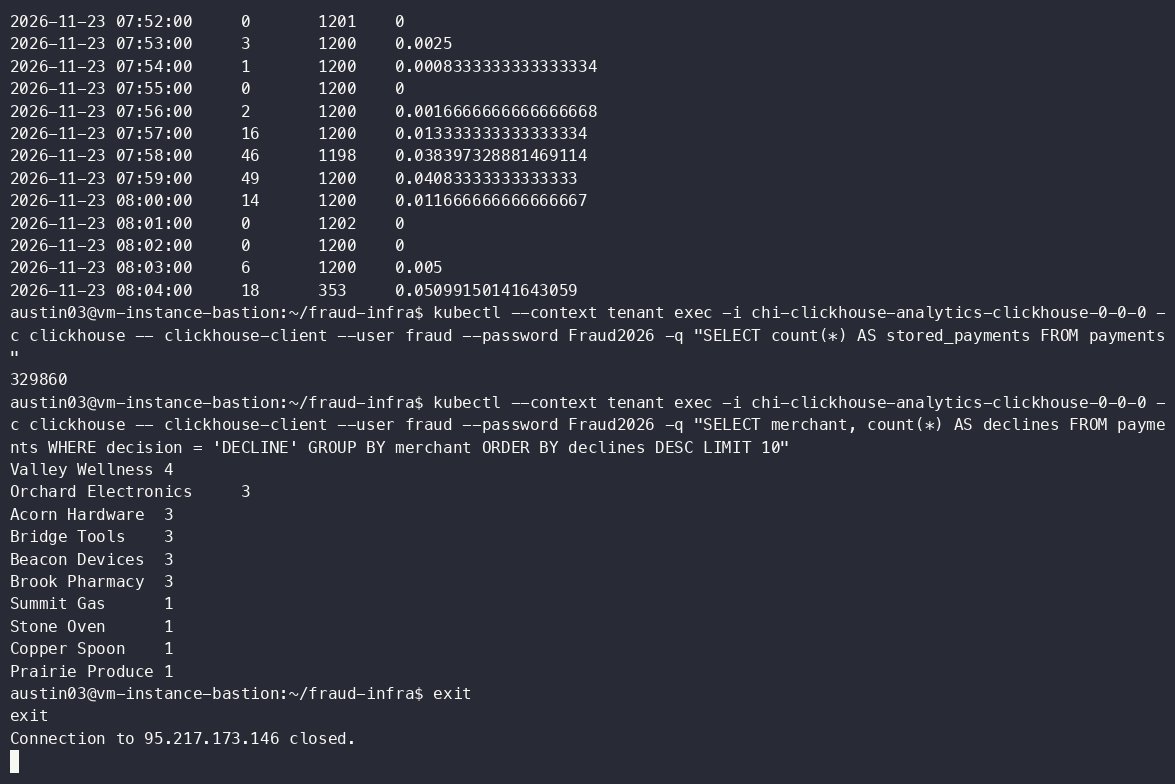 2026-11-23 07:52:00     0       1201    0
2026-11-23 07:53:00     3       1200    0.0025
2026-11-23 07:54:00     1       1200    0.0008333333333333334
2026-11-23 07:55:00     0       1200    0
2026-11-23 07:56:00     2       1200    0.0016666666666666668
2026-11-23 07:57:00     16      1200    0.013333333333333334
2026-11-23 07:58:00     46      1198    0.038397328881469114
2026-11-23 07:59:00     49      1200    0.04083333333333333
2026-11-23 08:00:00     14      1200    0.011666666666666667
2026-11-23 08:01:00     0       1202    0
2026-11-23 08:02:00     0       1200    0
2026-11-23 08:03:00     6       1200    0.005
2026-11-23 08:04:00     18      353     0.05099150141643059
austin03@vm-instance-bastion:~/fraud-infra$ kubectl --context tenant exec -i chi-clickhouse-analytics-clickhouse-0-0-0 -
c clickhouse -- clickhouse-client --user fraud --password Fraud2026 -q "SELECT count(*) AS stored_payments FROM payments
"
329860
austin03@vm-instance-bastion:~/fraud-infra$ kubectl --context tenant exec -i chi-clickhouse-analytics-clickhouse-0-0-0 -
c clickhouse -- clickhouse-client --user fraud --password Fraud2026 -q "SELECT merchant, count(*) AS declines FROM payme
nts WHERE decision = 'DECLINE' GROUP BY merchant ORDER BY declines DESC LIMIT 10"
Valley Wellness 4
Orchard Electronics     3
Acorn Hardware  3
Bridge Tools    3
Beacon Devices  3
Brook Pharmacy  3
Summit Gas      1
Stone Oven      1
Copper Spoon    1
Prairie Produce 1
austin03@vm-instance-bastion:~/fraud-infra$ exit
exit
Connection to 95.217.173.146 closed.